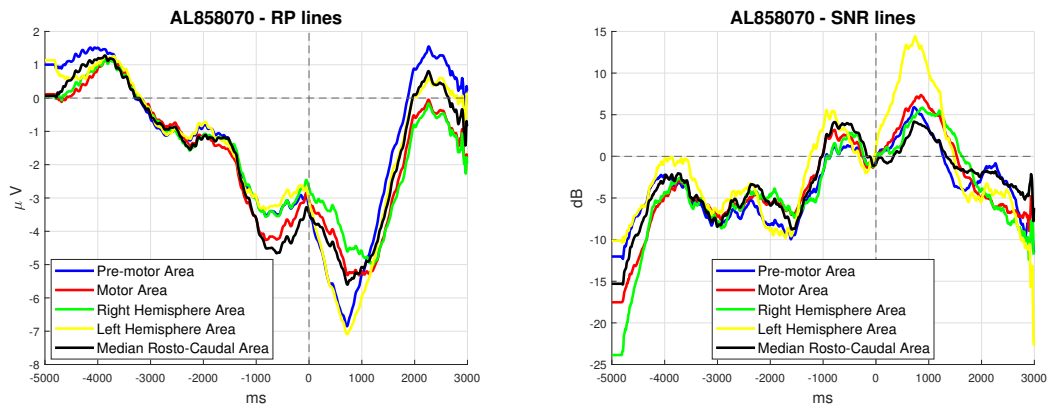 AL858070 - RP lines
2
1
0
-1
-2
-3
-4
-5
-6
-7
-8
μ V
-5000 -4000 -3000 -2000 -1000 0 1000 2000 3000
ms
Pre-motor Area
Motor Area
Right Hemisphere Area
Left Hemisphere Area
Median Rosto-Caudal Area
AL858070 - SNR lines
15
10
5
0
-5
-10
-15
-20
-25
dB
-5000 -4000 -3000 -2000 -1000 0 1000 2000 3000
ms
Pre-motor Area
Motor Area
Right Hemisphere Area
Left Hemisphere Area
Median Rosto-Caudal Area